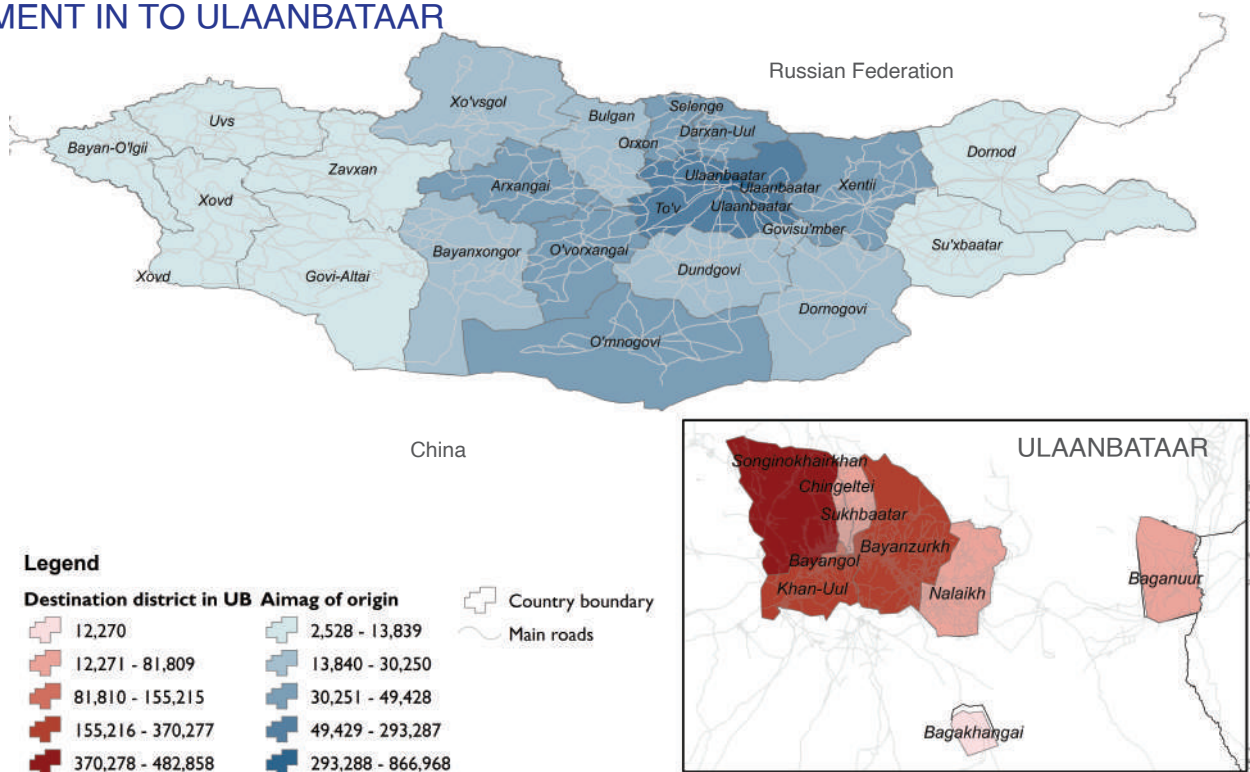 MENT IN TO ULAANBATAAR
Russian Federation
Xo'vsgol
Bulgan
Selenge
Uvs
Darxan-Uul
Orxon
Bayan-O'lgii
Dornod
Zavxan
Ulaanbaatar
Arxangai
Ulaanbaatar
Xentii
Xovd
To'v
Ulaanbaatar
Govisu'mber
O'vorxangai
Su'xbaatar
Bayanxongor
Dundgovi
Xovd
Govi-Altai
Dornogovi
O'mnogovi
China
ULAANBATAAR
Songinokhairkhan
Chingeltei
Sukhbaatar
Bayanzurkh
Bayangol
Khan-Uul
Nalaikh
Baganuur
Bagakhangai
Legend
Destination district in UB
12,270
12,271 - 81,809
81,810 - 155,215
155,216 - 370,277
370,278 - 482,858
Aimag of origin
2,528 - 13,839
13,840 - 30,250
30,251 - 49,428
49,429 - 293,287
293,288 - 866,968
Country boundary
Main roads